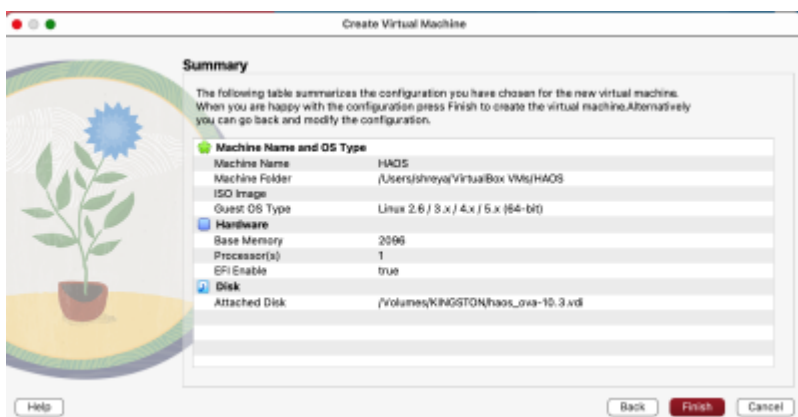 Create Virtual Machine
Summary
The following table summarizes the configuration you have chosen for the new virtual machine.
When you are happy with the configuration press Finish to create the virtual machine.Alternatively
you can go back and modify the configuration.
Machine Name and OS Type
Machine Name HAOS
Machine Folder /Users/shreya/VirtualBox VMs/HAOS
ISO Image
Guest OS Type Linux 2.6 / 3.x / 4.x / 5.x (64-bit)
Hardware
Base Memory 2096
Processor(s) 1
EFI Enable true
Disk
Attached Disk /Volumes/KINGSTON/haos_ova-10.3.vdi
Help Back Finish Cancel